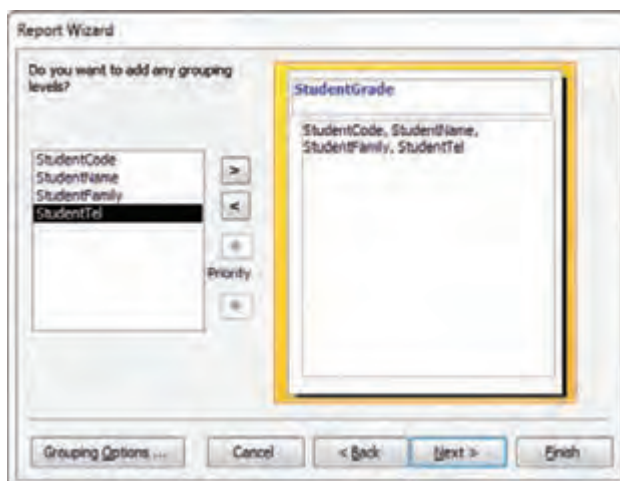 Report Wizard
Do you want to add any grouping
levels?
StudentCode
StudentName
StudentFamily
StudentTel
>
<
Priority
StudentGrade
StudentCode, StudentName,
StudentFamily, StudentTel
Grouping Options ...
Cancel
< Back
Next >
Finish